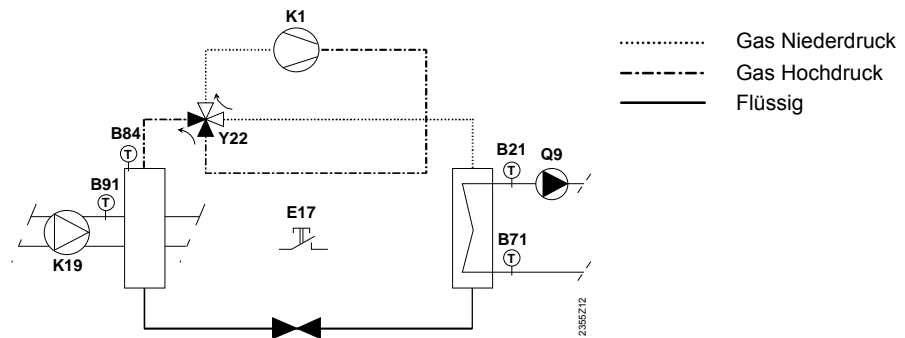 K1
Gas Niederdruck
Gas Hochdruck
Flüssig
B84
T
Y22
B91
T
K19
E17
B21
T
Q9
B71
T
2355Z12